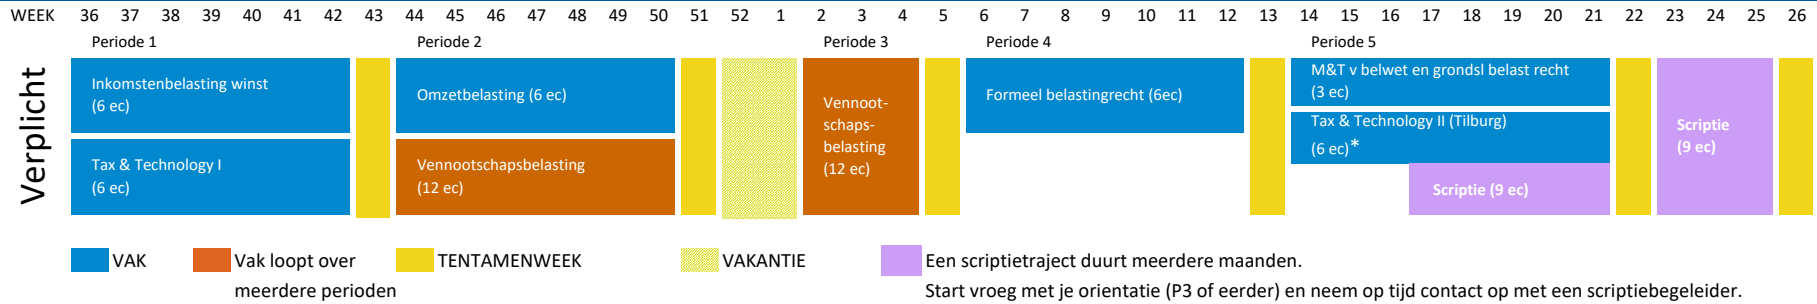 WEEK 36 37 38 39 40 41 42 43 44 45 46 47 48 49 50 51 52 1 2 3 4 5 6 7 8 9 10 11 12 13 14 15 16 17 18 19 20 21 22 23 24 25 26
Periode 1 Periode 2 Periode 3 Periode 4 Periode 5
Verplicht
Inkomstenbelasting winst
(6 ec)
Tax & Technology I
(6 ec)
Omzetbelasting (6 ec)
Vennootschapsbelasting
(12 ec)
Vennoot-
schaps-
belasting
(12 ec)
Formeel belastingrecht (6ec)
M&T v belwet en grondsl belast recht
(3 ec)
Tax & Technology II (Tilburg)
(6 ec)*
Scriptie (9 ec)
Scriptie
(9 ec)
VAK
Vak loopt over
meerdere perioden
TENTAMENWEEK
VAKANTIE
Een scriptietraject duurt meerdere maanden.
Start vroeg met je orientatie (P3 of eerder) en neem op tijd contact op met een scriptiebegeleider.